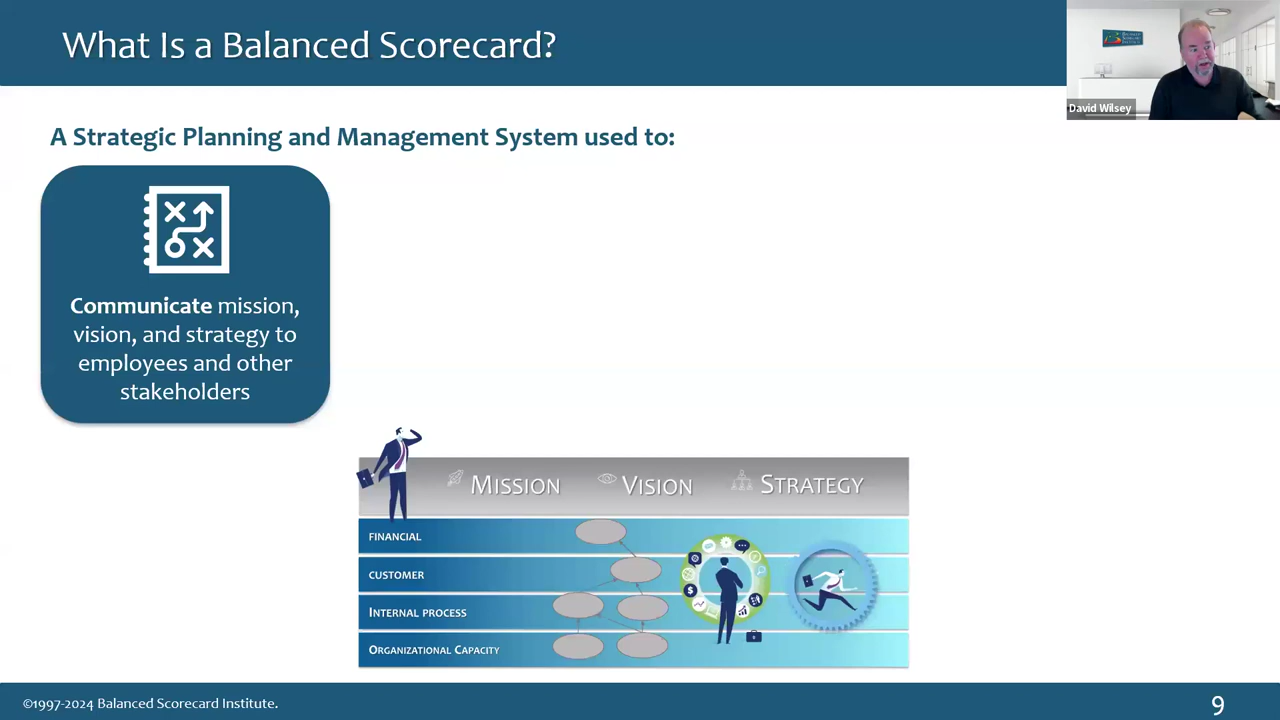 What Is a Balanced Scorecard?
David Wilsey
A Strategic Planning and Management System used to:
Communicate mission,
vision, and strategy to
employees and other
stakeholders
MISSION
VISION
STRATEGY
FINANCIAL
CUSTOMER
INTERNAL PROCESS
ORGANIZATIONAL CAPACITY
©1997-2024 Balanced Scorecard Institute.
9